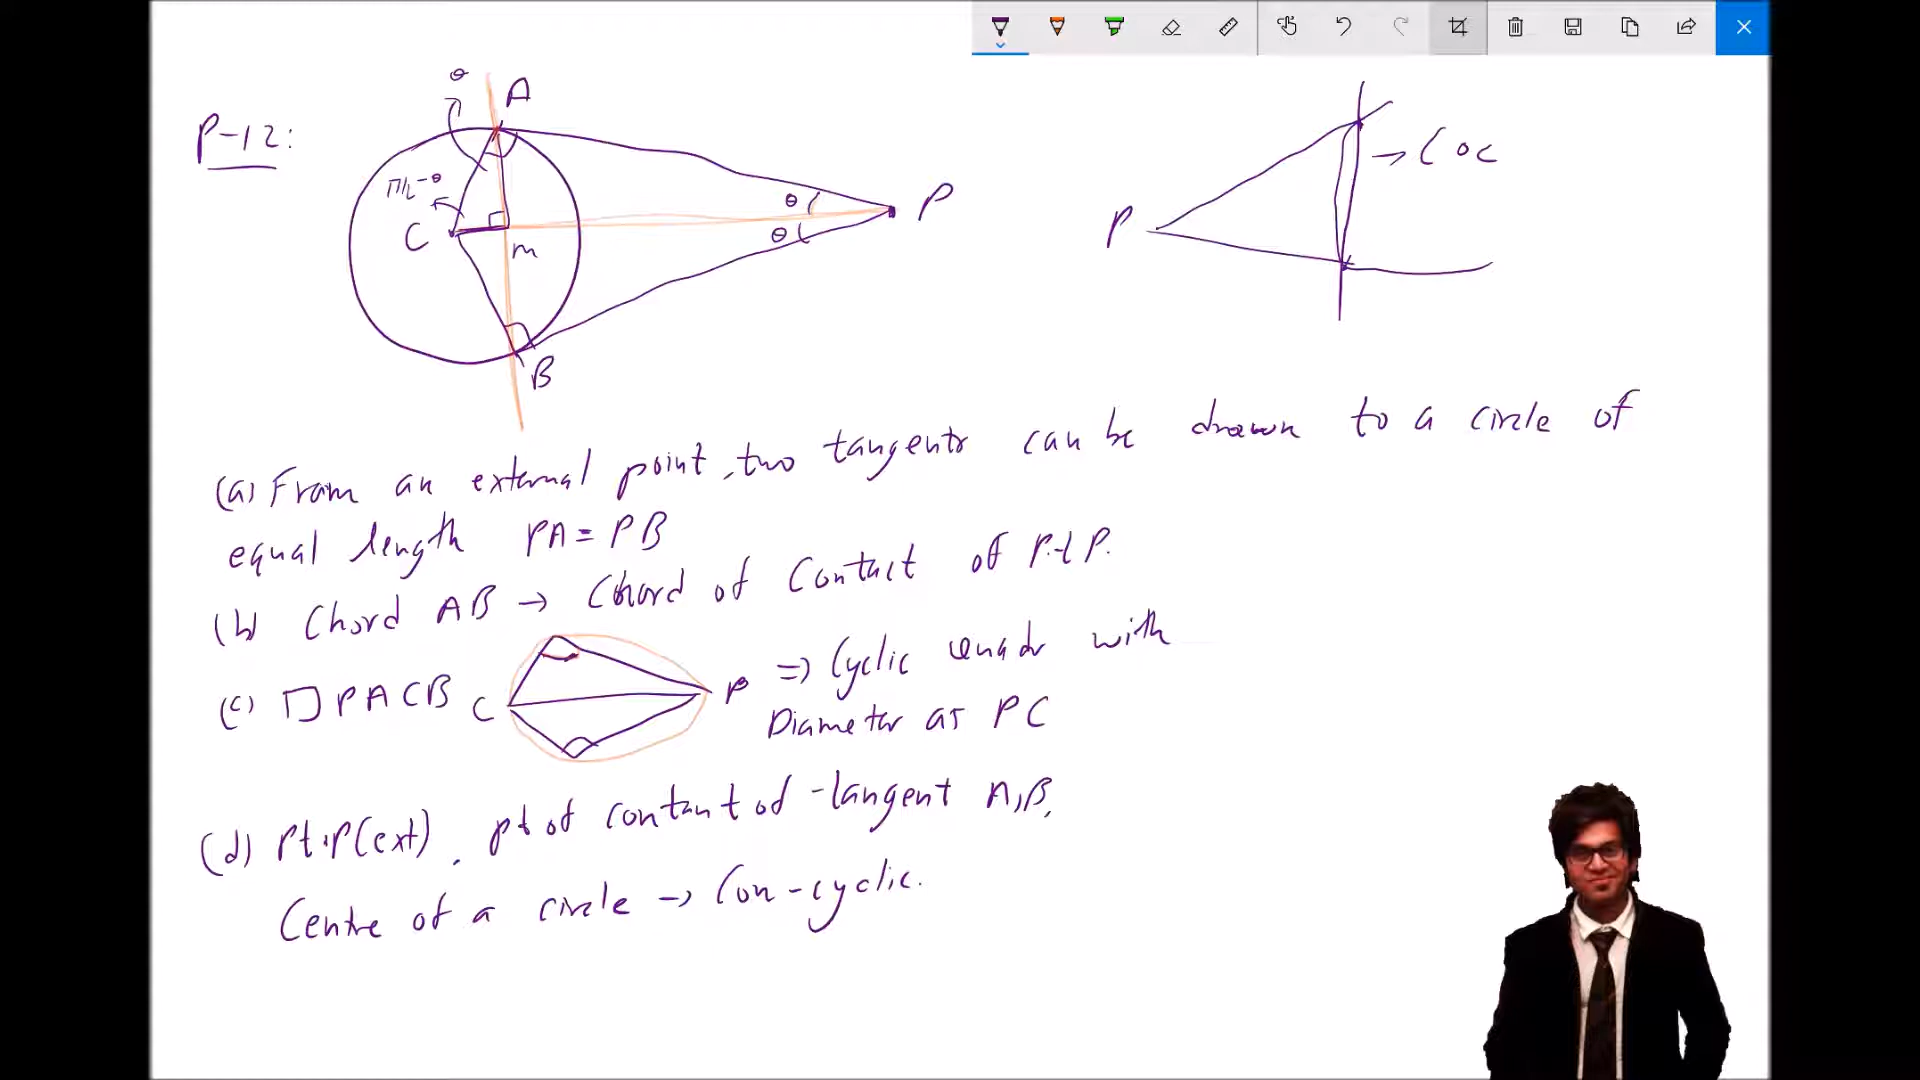 P-12:
θ
A
π/2-θ
C
m
B
θ
θ
P
P
→ COC
(a) From an external point, two tangents can be drawn to a circle of
equal length PA = PB
(b) Chord AB → Chord of Contact of Pt P.
(c) □ PACB C P ⇒ Cyclic Quadr with
Diameter as PC
(d) Pt. P(ext), pt of contant of tangent A,B,
Centre of a circle → Con-cyclic.